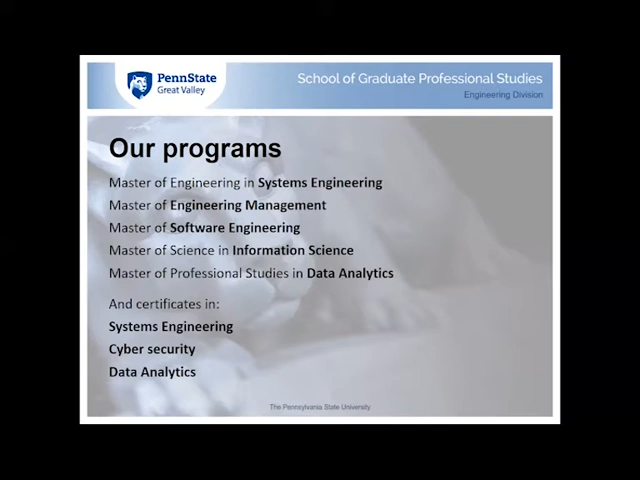 PennState
Great Valley
School of Graduate Professional Studies
Engineering Division
Our programs
Master of Engineering in Systems Engineering
Master of Engineering Management
Master of Software Engineering
Master of Science in Information Science
Master of Professional Studies in Data Analytics
And certificates in:
Systems Engineering
Cyber security
Data Analytics
The Pennsylvania State University